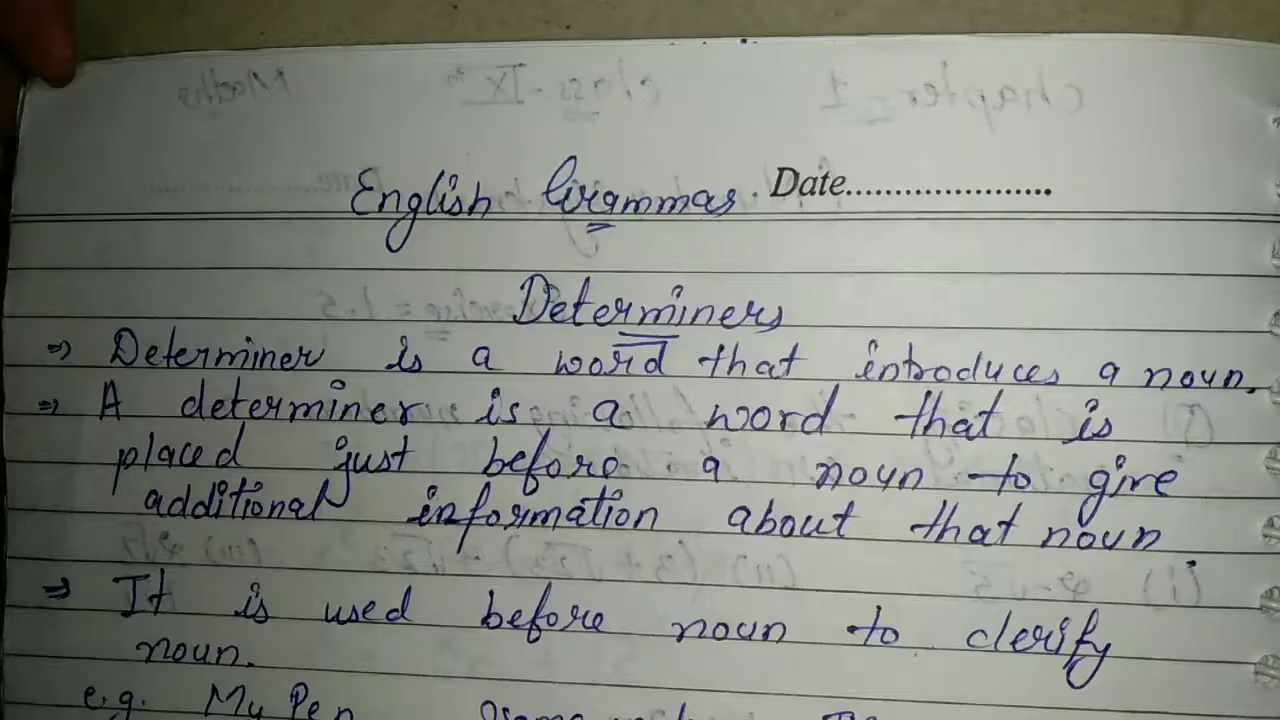 English Grammar. Date....................
Determiners
⇒ Determiner is a word that introduces a noun.
⇒ A determiner is a word that is
placed just before a noun to give
additional information about that noun
⇒ It is used before noun to clerify
noun.
e.g. My Pen